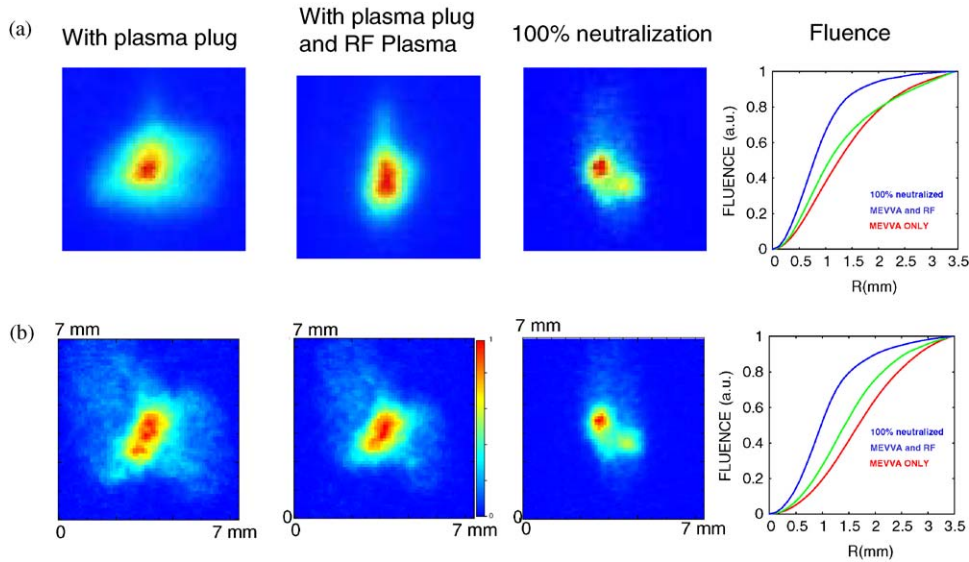 (a)
With plasma plug
With plasma plug
and RF Plasma
100% neutralization
Fluence
FLUENCE (a.u.)
1
0.8
0.6
0.4
0.2
0
100% neutralized
MEVVA and RF
MEVVA ONLY
0 0.5 1 1.5 2 2.5 3 3.5
R(mm)
(b)
7 mm
0
7 mm
7 mm
0
7 mm
1
0
7 mm
0
7 mm
FLUENCE (a.u.)
1
0.8
0.6
0.4
0.2
0
100% neutralized
MEVVA and RF
MEVVA ONLY
0 0.5 1 1.5 2 2.5 3 3.5
R(mm)